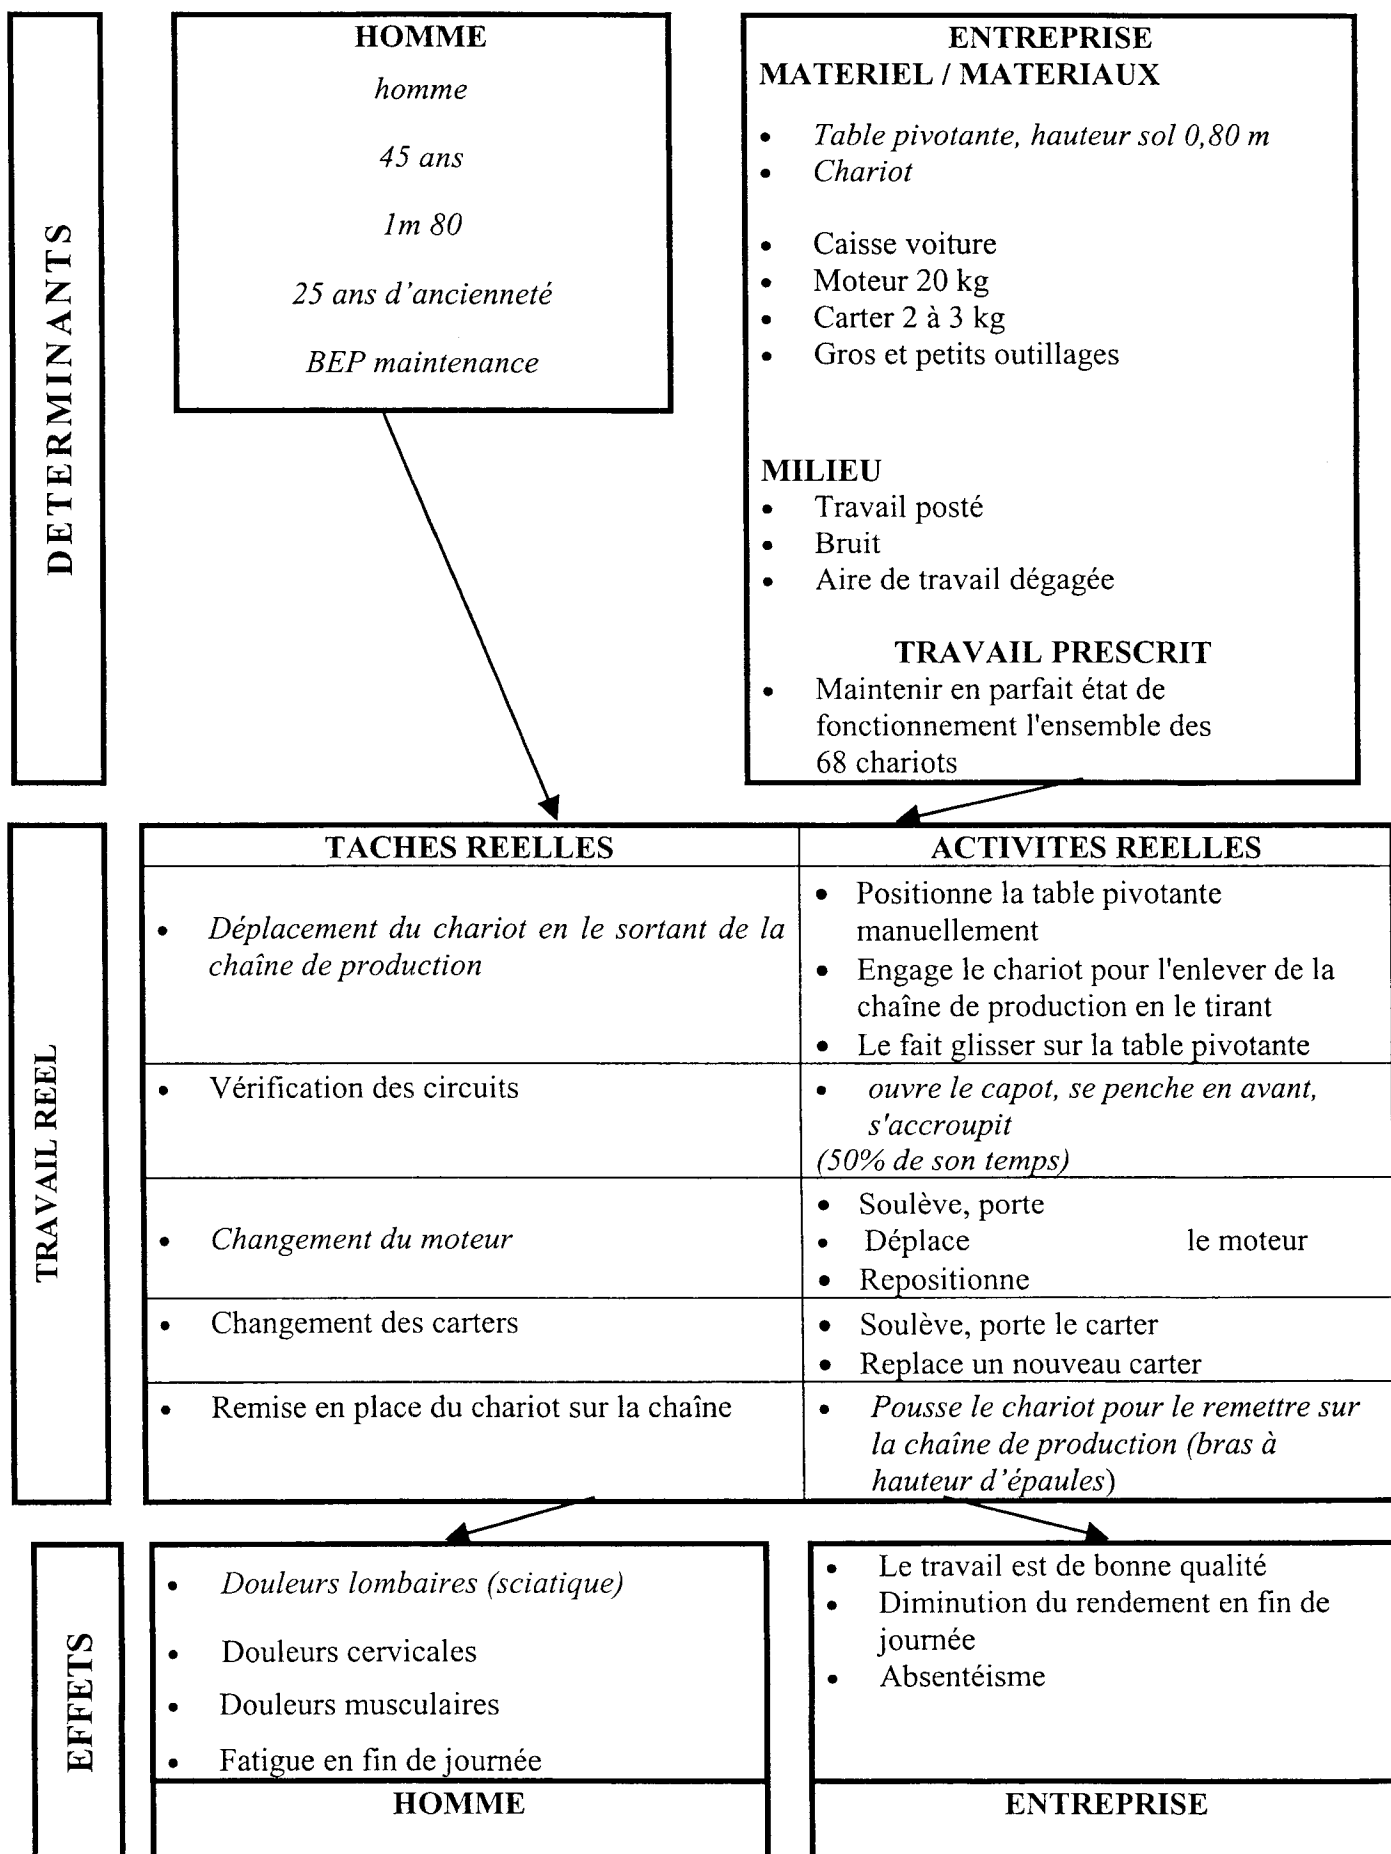 DETERMINANTS
HOMME
homme
45 ans
1m 80
25 ans d'ancienneté
BEP maintenance
ENTREPRISE
MATERIEL / MATERIAUX
• Table pivotante, hauteur sol 0,80 m
• Chariot
• Caisse voiture
• Moteur 20 kg
• Carter 2 à 3 kg
• Gros et petits outillages
MILIEU
• Travail posté
• Bruit
• Aire de travail dégagée
TRAVAIL PRESCRIT
• Maintenir en parfait état de
fonctionnement l'ensemble des
68 chariots
TRAVAIL REEL
TACHES REELLES
ACTIVITES REELLES
• Déplacement du chariot en le sortant de la
chaîne de production
• Positionne la table pivotante
manuellement
• Engage le chariot pour l'enlever de la
chaîne de production en le tirant
• Le fait glisser sur la table pivotante
• Vérification des circuits
• ouvre le capot, se penche en avant,
s'accroupit
(50% de son temps)
• Changement du moteur
• Soulève, porte
• Déplace le moteur
• Repositionne
• Changement des carters
• Soulève, porte le carter
• Replace un nouveau carter
• Remise en place du chariot sur la chaîne
• Pousse le chariot pour le remettre sur
la chaîne de production (bras à
hauteur d'épaules)
EFFETS
• Douleurs lombaires (sciatique)
• Douleurs cervicales
• Douleurs musculaires
• Fatigue en fin de journée
HOMME
• Le travail est de bonne qualité
• Diminution du rendement en fin de
journée
• Absentéisme
ENTREPRISE